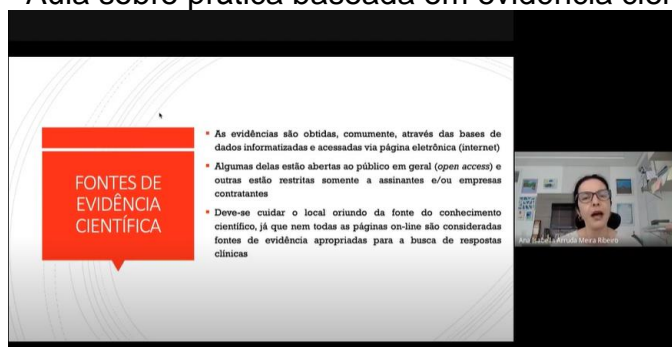 Aula sobre prática baseada em evidência cien
FONTES DE
EVIDÊNCIA
CIENTÍFICA
▪ As evidências são obtidas, comumente, através das bases de
dados informatizadas e acessadas via página eletrônica (internet)
▪ Algumas delas estão abertas ao público em geral (open access) e
outras estão restritas somente a assinantes e/ou empresas
contratantes
▪ Deve-se cuidar o local oriundo da fonte do conhecimento
científico, já que nem todas as páginas on-line são consideradas
fontes de evidência apropriadas para a busca de respostas
clínicas
Ana Isabela Arruda Meira Ribeiro